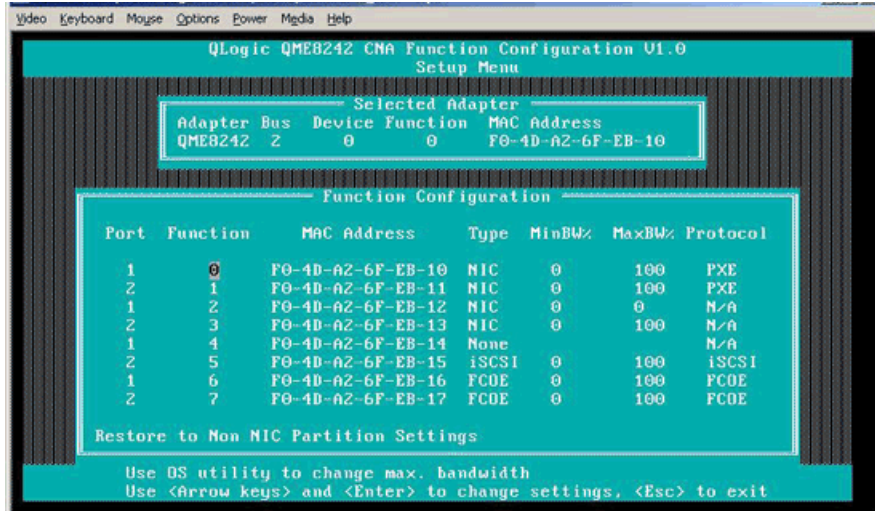 Video Keyboard Mouse Options Power Media Help
QLogic QME8242 CNA Function Configuration V1.0
Setup Menu
Selected Adapter
Adapter Bus Device Function MAC Address
QME8242 2 0 0 F0-4D-A2-6F-EB-10
Function Configuration
Port Function MAC Address Type MinBW% MaxBW% Protocol
1 0 F0-4D-A2-6F-EB-10 NIC 0 100 PXE
2 1 F0-4D-A2-6F-EB-11 NIC 0 100 PXE
1 2 F0-4D-A2-6F-EB-12 NIC 0 0 N/A
2 3 F0-4D-A2-6F-EB-13 NIC 0 100 N/A
1 4 F0-4D-A2-6F-EB-14 None N/A
2 5 F0-4D-A2-6F-EB-15 iSCSI 0 100 iSCSI
1 6 F0-4D-A2-6F-EB-16 FCOE 0 100 FCOE
2 7 F0-4D-A2-6F-EB-17 FCOE 0 100 FCOE
Restore to Non NIC Partition Settings
Use OS utility to change max. bandwidth
Use <Arrow keys> and <Enter> to change settings, <Esc> to exit